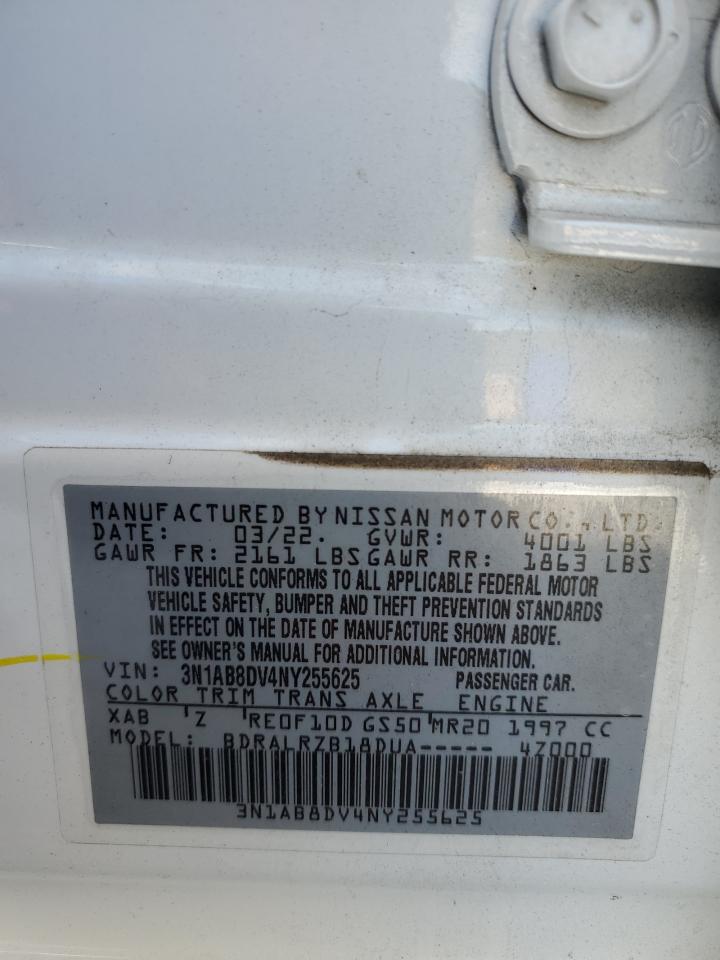 MANUFACTURED BY NISSAN MOTOR CO., LTD.
DATE: 03/22. GVWR: 4001 LBS
GAWR FR: 2161 LBS GAWR RR: 1863 LBS
THIS VEHICLE CONFORMS TO ALL APPLICABLE FEDERAL MOTOR
VEHICLE SAFETY, BUMPER AND THEFT PREVENTION STANDARDS
IN EFFECT ON THE DATE OF MANUFACTURE SHOWN ABOVE.
SEE OWNER'S MANUAL FOR ADDITIONAL INFORMATION.
VIN: 3N1AB8DV4NY255625 PASSENGER CAR.
COLOR TRIM TRANS AXLE ENGINE
XAB Z RE0F10D GS50 MR20 1997 CC
MODEL: BDRALRZB18DUA----- 4Z000
3N1AB8DV4NY255625